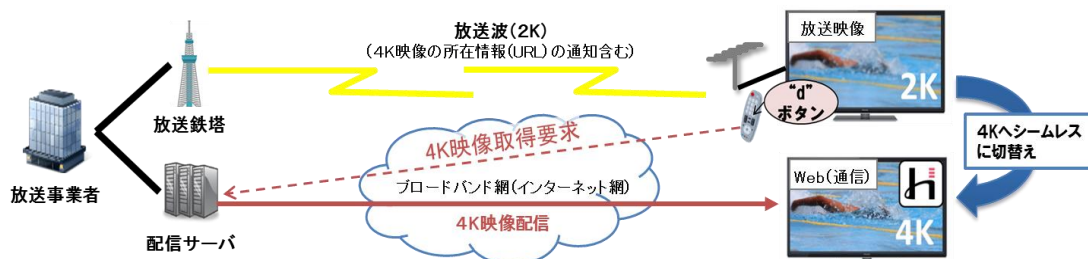 放送波(2K)
(4K映像の所在情報(URL)の通知含む)
放送映像
2K
“d”
ボタン
放送鉄塔
4K映像取得要求
4Kへシームレス
に切替え
放送事業者
ブロードバンド網(インターネット網)
Web(通信)
h
4K映像配信
4K
配信サーバ